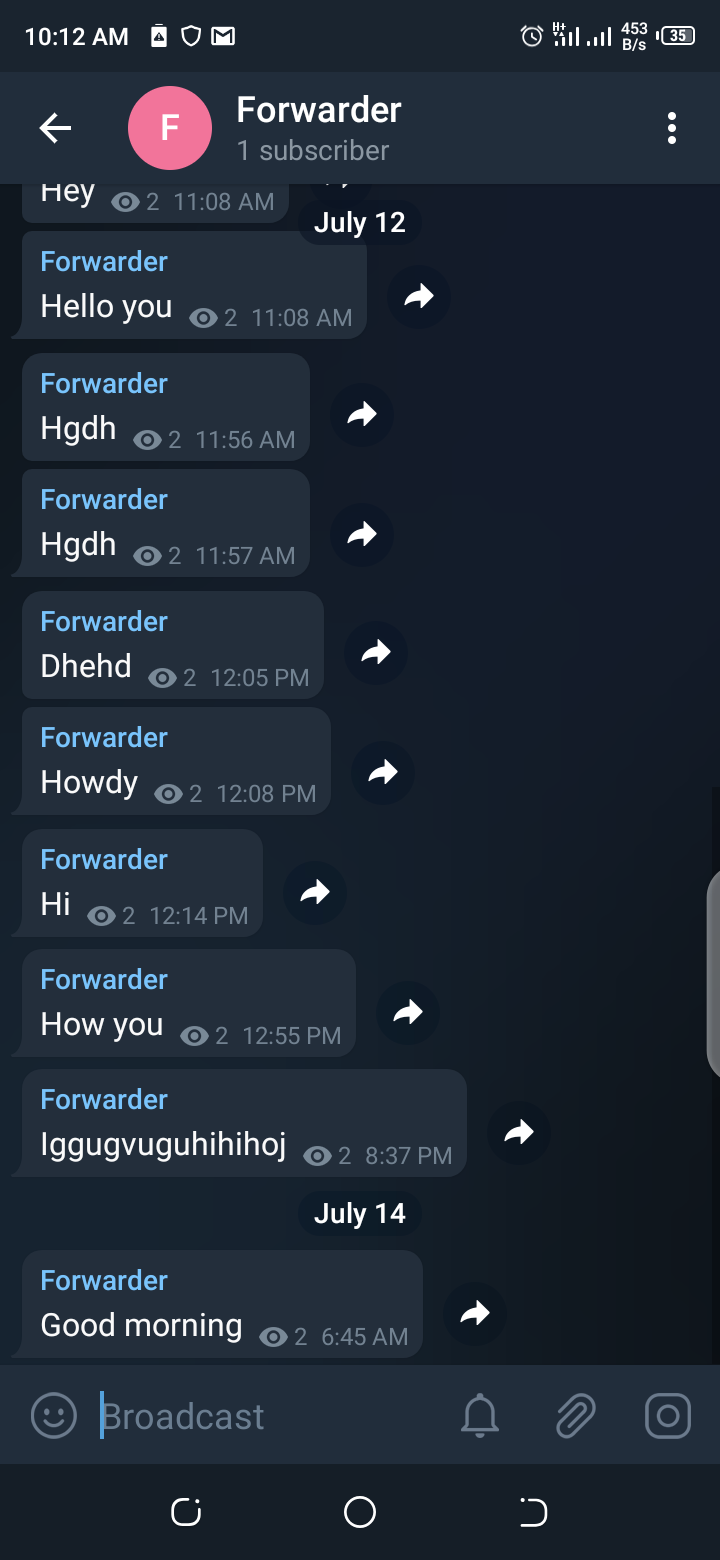 10:12 AM
H+
453
B/s
35
F
Forwarder
1 subscriber
Hey 2 11:08 AM
July 12
Forwarder
Hello you 2 11:08 AM
Forwarder
Hgdh 2 11:56 AM
Forwarder
Hgdh 2 11:57 AM
Forwarder
Dhehd 2 12:05 PM
Forwarder
Howdy 2 12:08 PM
Forwarder
Hi 2 12:14 PM
Forwarder
How you 2 12:55 PM
Forwarder
Iggugvuguhihihoj 2 8:37 PM
July 14
Forwarder
Good morning 2 6:45 AM
Broadcast